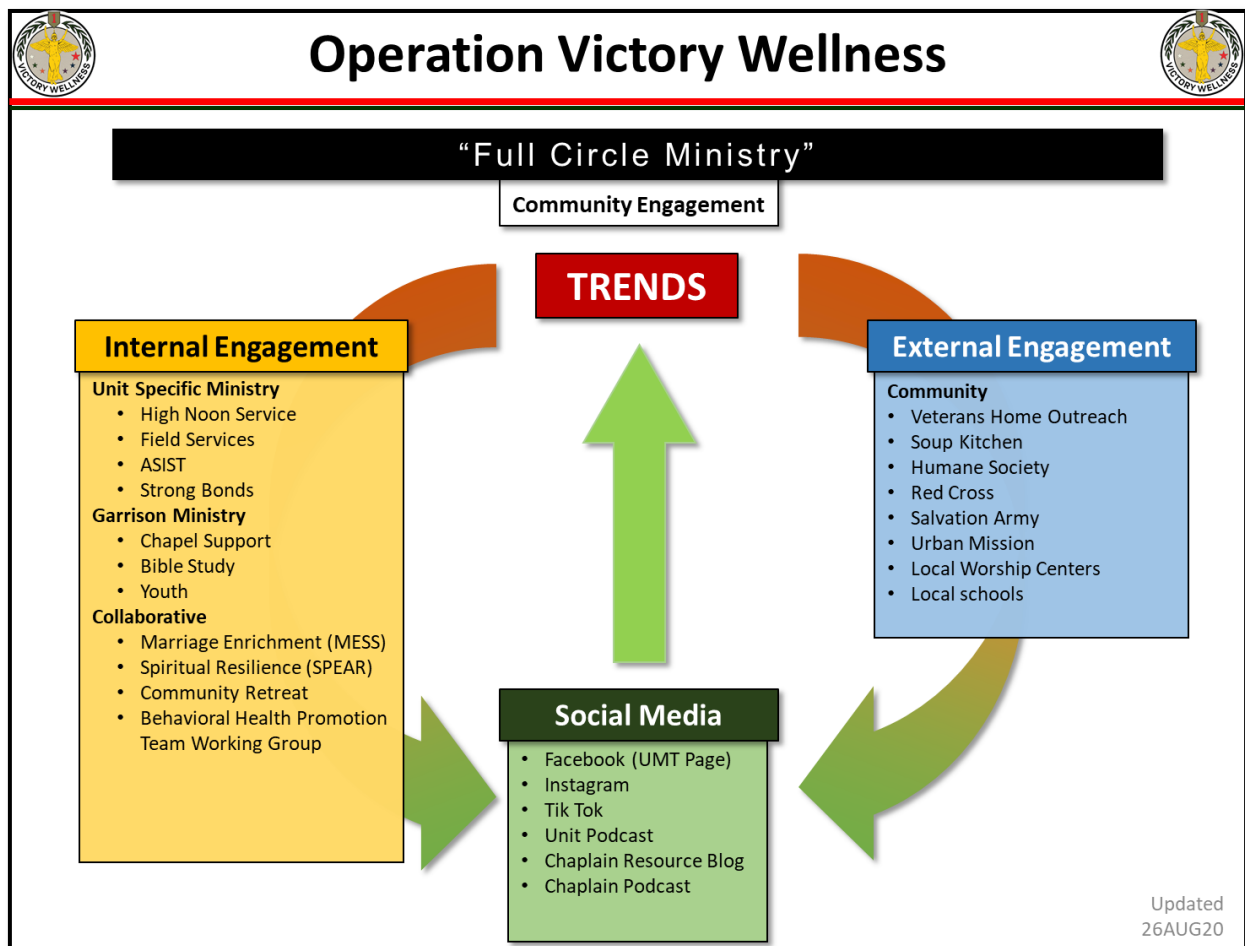 Operation Victory Wellness
VICTORY WELLNESS
VICTORY WELLNESS
“Full Circle Ministry”
Community Engagement
TRENDS
Internal Engagement
Unit Specific Ministry
• High Noon Service
• Field Services
• ASIST
• Strong Bonds
Garrison Ministry
• Chapel Support
• Bible Study
• Youth
Collaborative
• Marriage Enrichment (MESS)
• Spiritual Resilience (SPEAR)
• Community Retreat
• Behavioral Health Promotion
Team Working Group
External Engagement
Community
• Veterans Home Outreach
• Soup Kitchen
• Humane Society
• Red Cross
• Salvation Army
• Urban Mission
• Local Worship Centers
• Local schools
Social Media
• Facebook (UMT Page)
• Instagram
• Tik Tok
• Unit Podcast
• Chaplain Resource Blog
• Chaplain Podcast
Updated
26AUG20